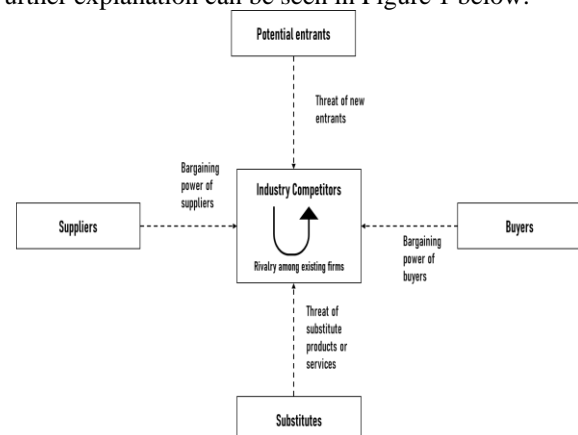 urther explanation can be seen in Figure 1 below:
Potential entrants
Threat of new
entrants
Bargaining
power of
suppliers
Industry Competitors
Suppliers
Buyers
Rivalry among existing firms
Bargaining
power of
buyers
Threat of
substitute
products or
services
Substitutes